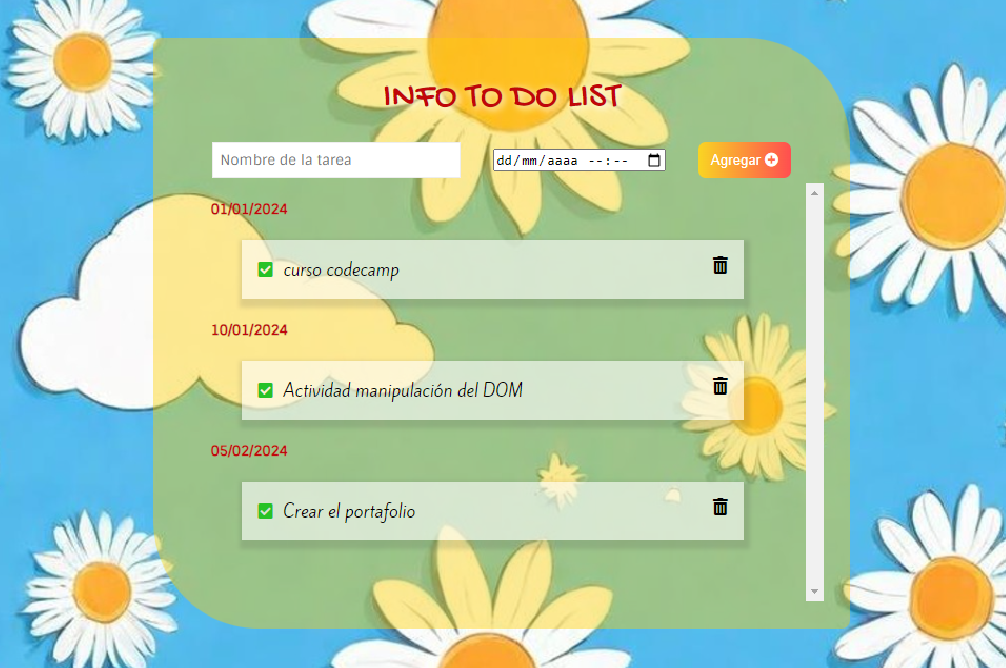 INFO TO DO LIST
Nombre de la tarea
dd/mm/aaaa --:--
Agregar
01/01/2024
curso codecamp
10/01/2024
Actividad manipulación del DOM
05/02/2024
Crear el portafolio